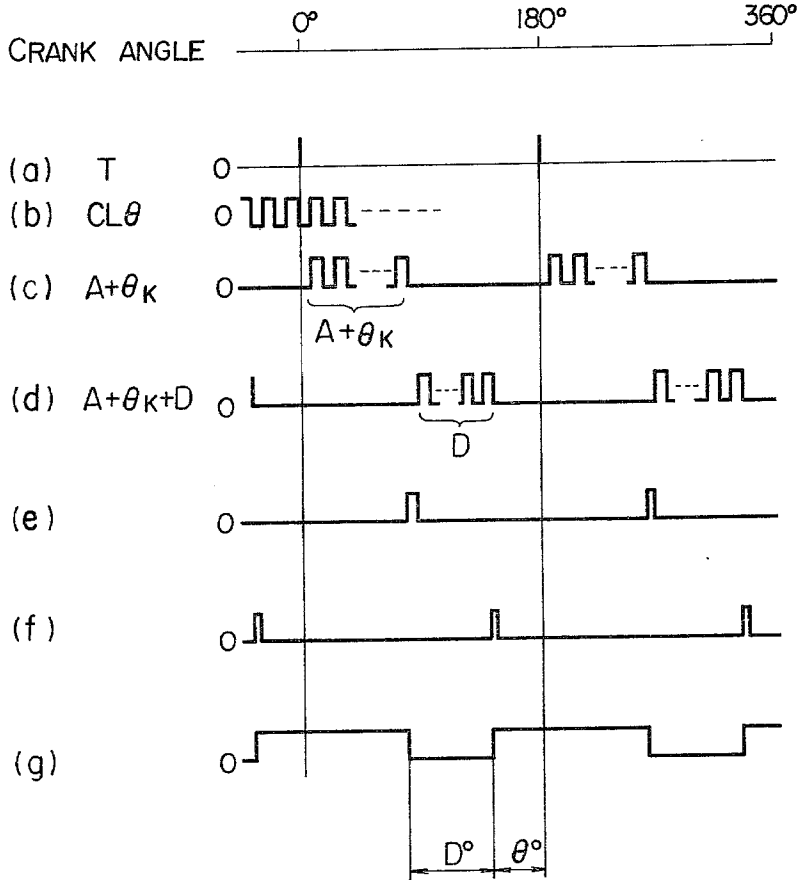 0° 180° 360°
CRANK ANGLE
(a) T 0
(b) CLθ 0
(c) A+θK 0
A+θK
(d) A+θK+D 0
D
(e) 0
(f) 0
(g) 0
D° θ°